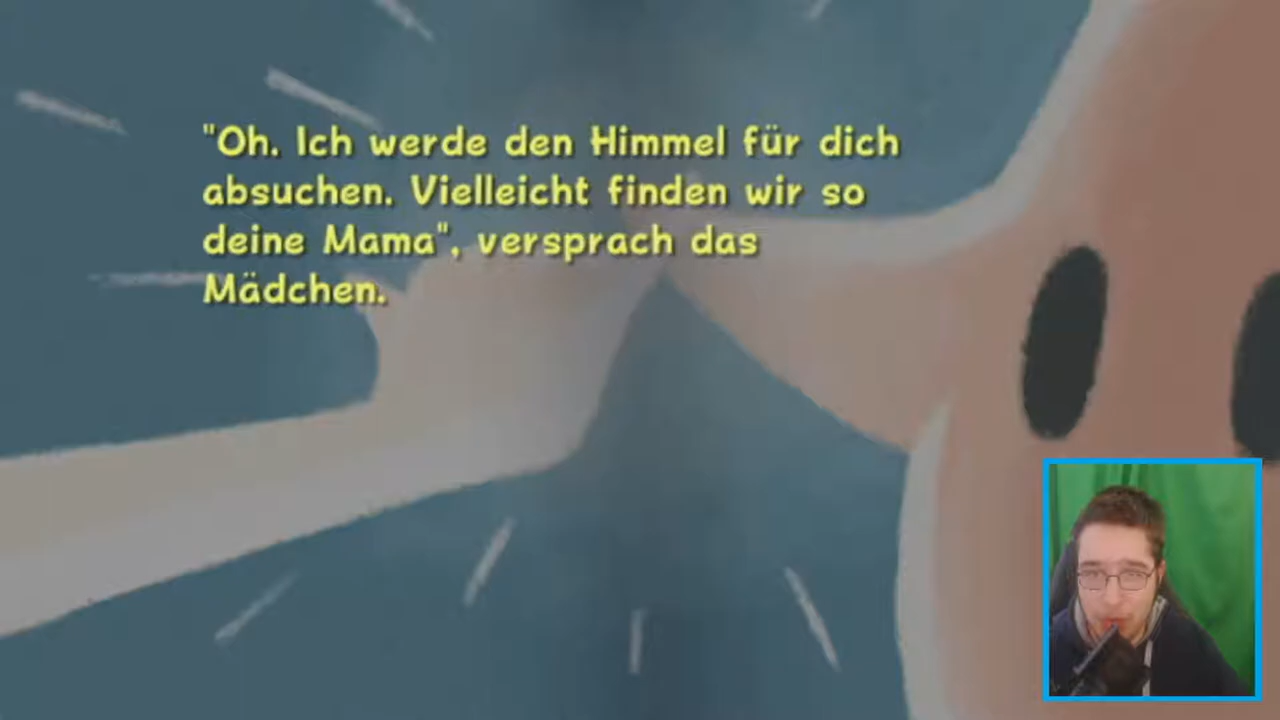 "Oh. Ich werde den Himmel für dich
absuchen. Vielleicht finden wir so
deine Mama", versprach das
Mädchen.